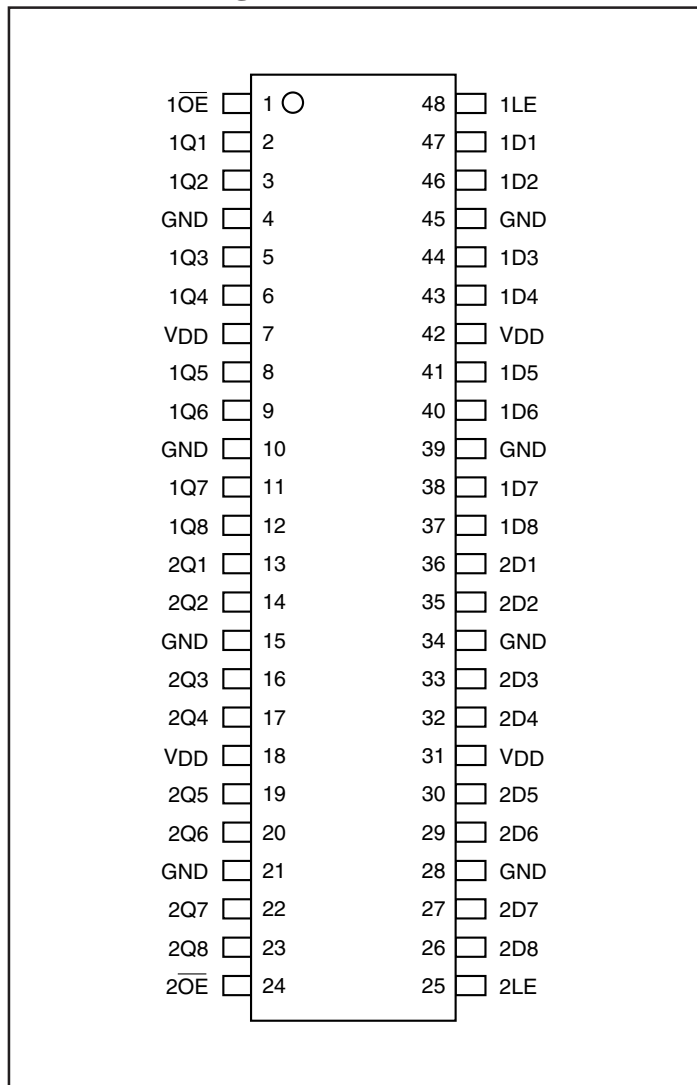 1O̅E̅ 1 48 1LE
1Q1 2 47 1D1
1Q2 3 46 1D2
GND 4 45 GND
1Q3 5 44 1D3
1Q4 6 43 1D4
VDD 7 42 VDD
1Q5 8 41 1D5
1Q6 9 40 1D6
GND 10 39 GND
1Q7 11 38 1D7
1Q8 12 37 1D8
2Q1 13 36 2D1
2Q2 14 35 2D2
GND 15 34 GND
2Q3 16 33 2D3
2Q4 17 32 2D4
VDD 18 31 VDD
2Q5 19 30 2D5
2Q6 20 29 2D6
GND 21 28 GND
2Q7 22 27 2D7
2Q8 23 26 2D8
2O̅E̅ 24 25 2LE